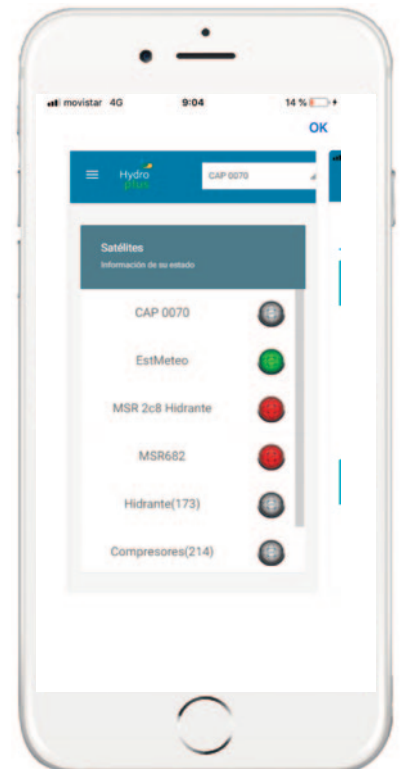 movistar 4G 9:04 14 %
OK
Hydro
plus
CAP 0070
Satélites
Información de su estado
CAP 0070
EstMeteo
MSR 2c8 Hidrante
MSR682
Hidrante(173)
Compresores(214)